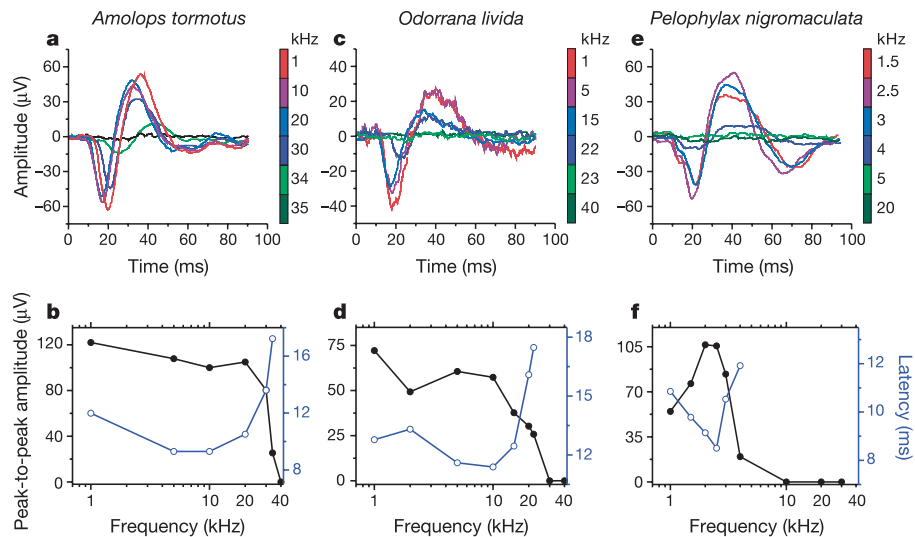 Amolops tormotus
Odorrana livida
Pelophylax nigromaculata
a
kHz
1
10
20
30
34
35
60
30
0
−30
−60
Amplitude (μV)
0 20 40 60 80 100
Time (ms)
c
kHz
1
5
15
22
23
40
40
20
0
−20
−40
0 20 40 60 80 100
Time (ms)
e
kHz
1.5
2.5
3
4
5
20
60
30
0
−30
−60
0 20 40 60 80 100
Time (ms)
b
Peak-to-peak amplitude (μV)
120
80
40
0
16
12
8
1 10 20 40
Frequency (kHz)
d
75
50
25
0
18
15
12
1 10 20 40
Frequency (kHz)
f
105
70
35
0
12
10
8
Latency (ms)
1 10 20 40
Frequency (kHz)